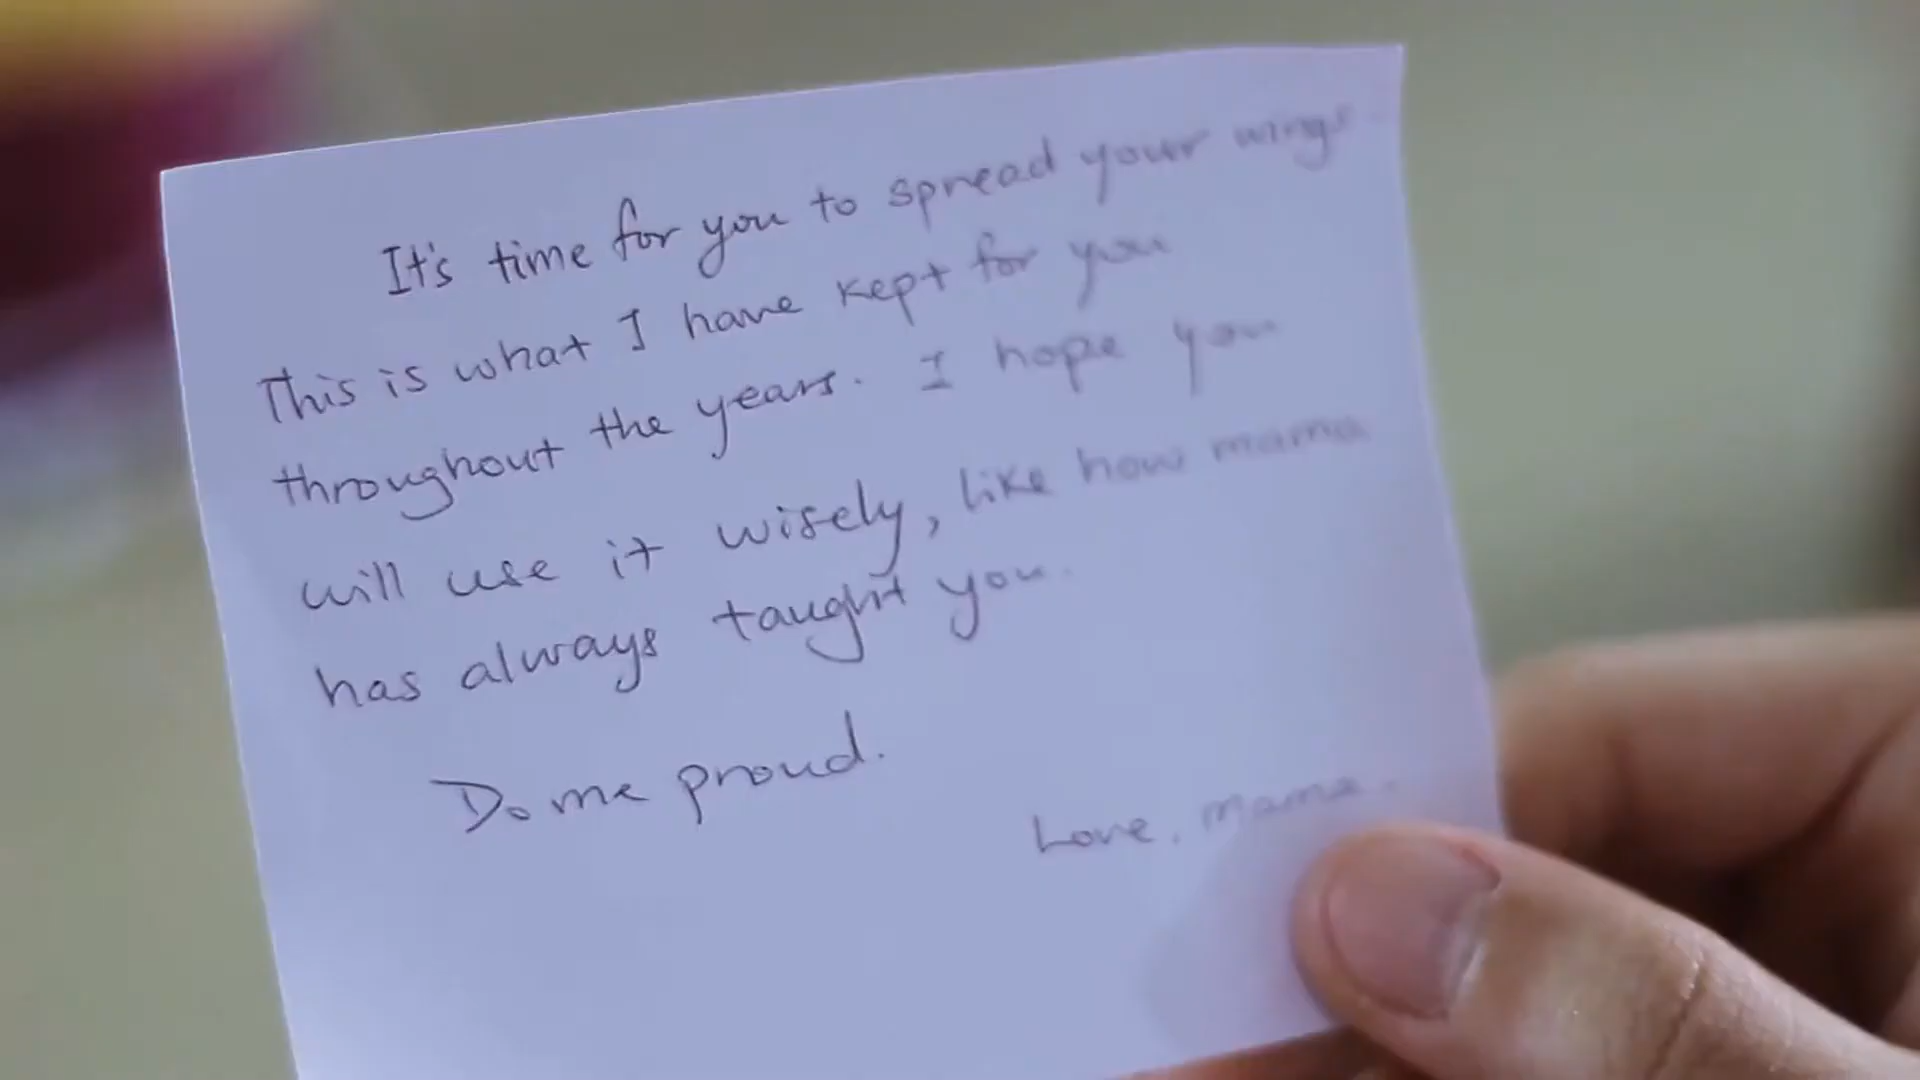 It's time for you to spread your wings.
This is what I have kept for you
throughout the years. I hope you
will use it wisely, like how mama
has always taught you.
Do me proud.
Love, Mama.